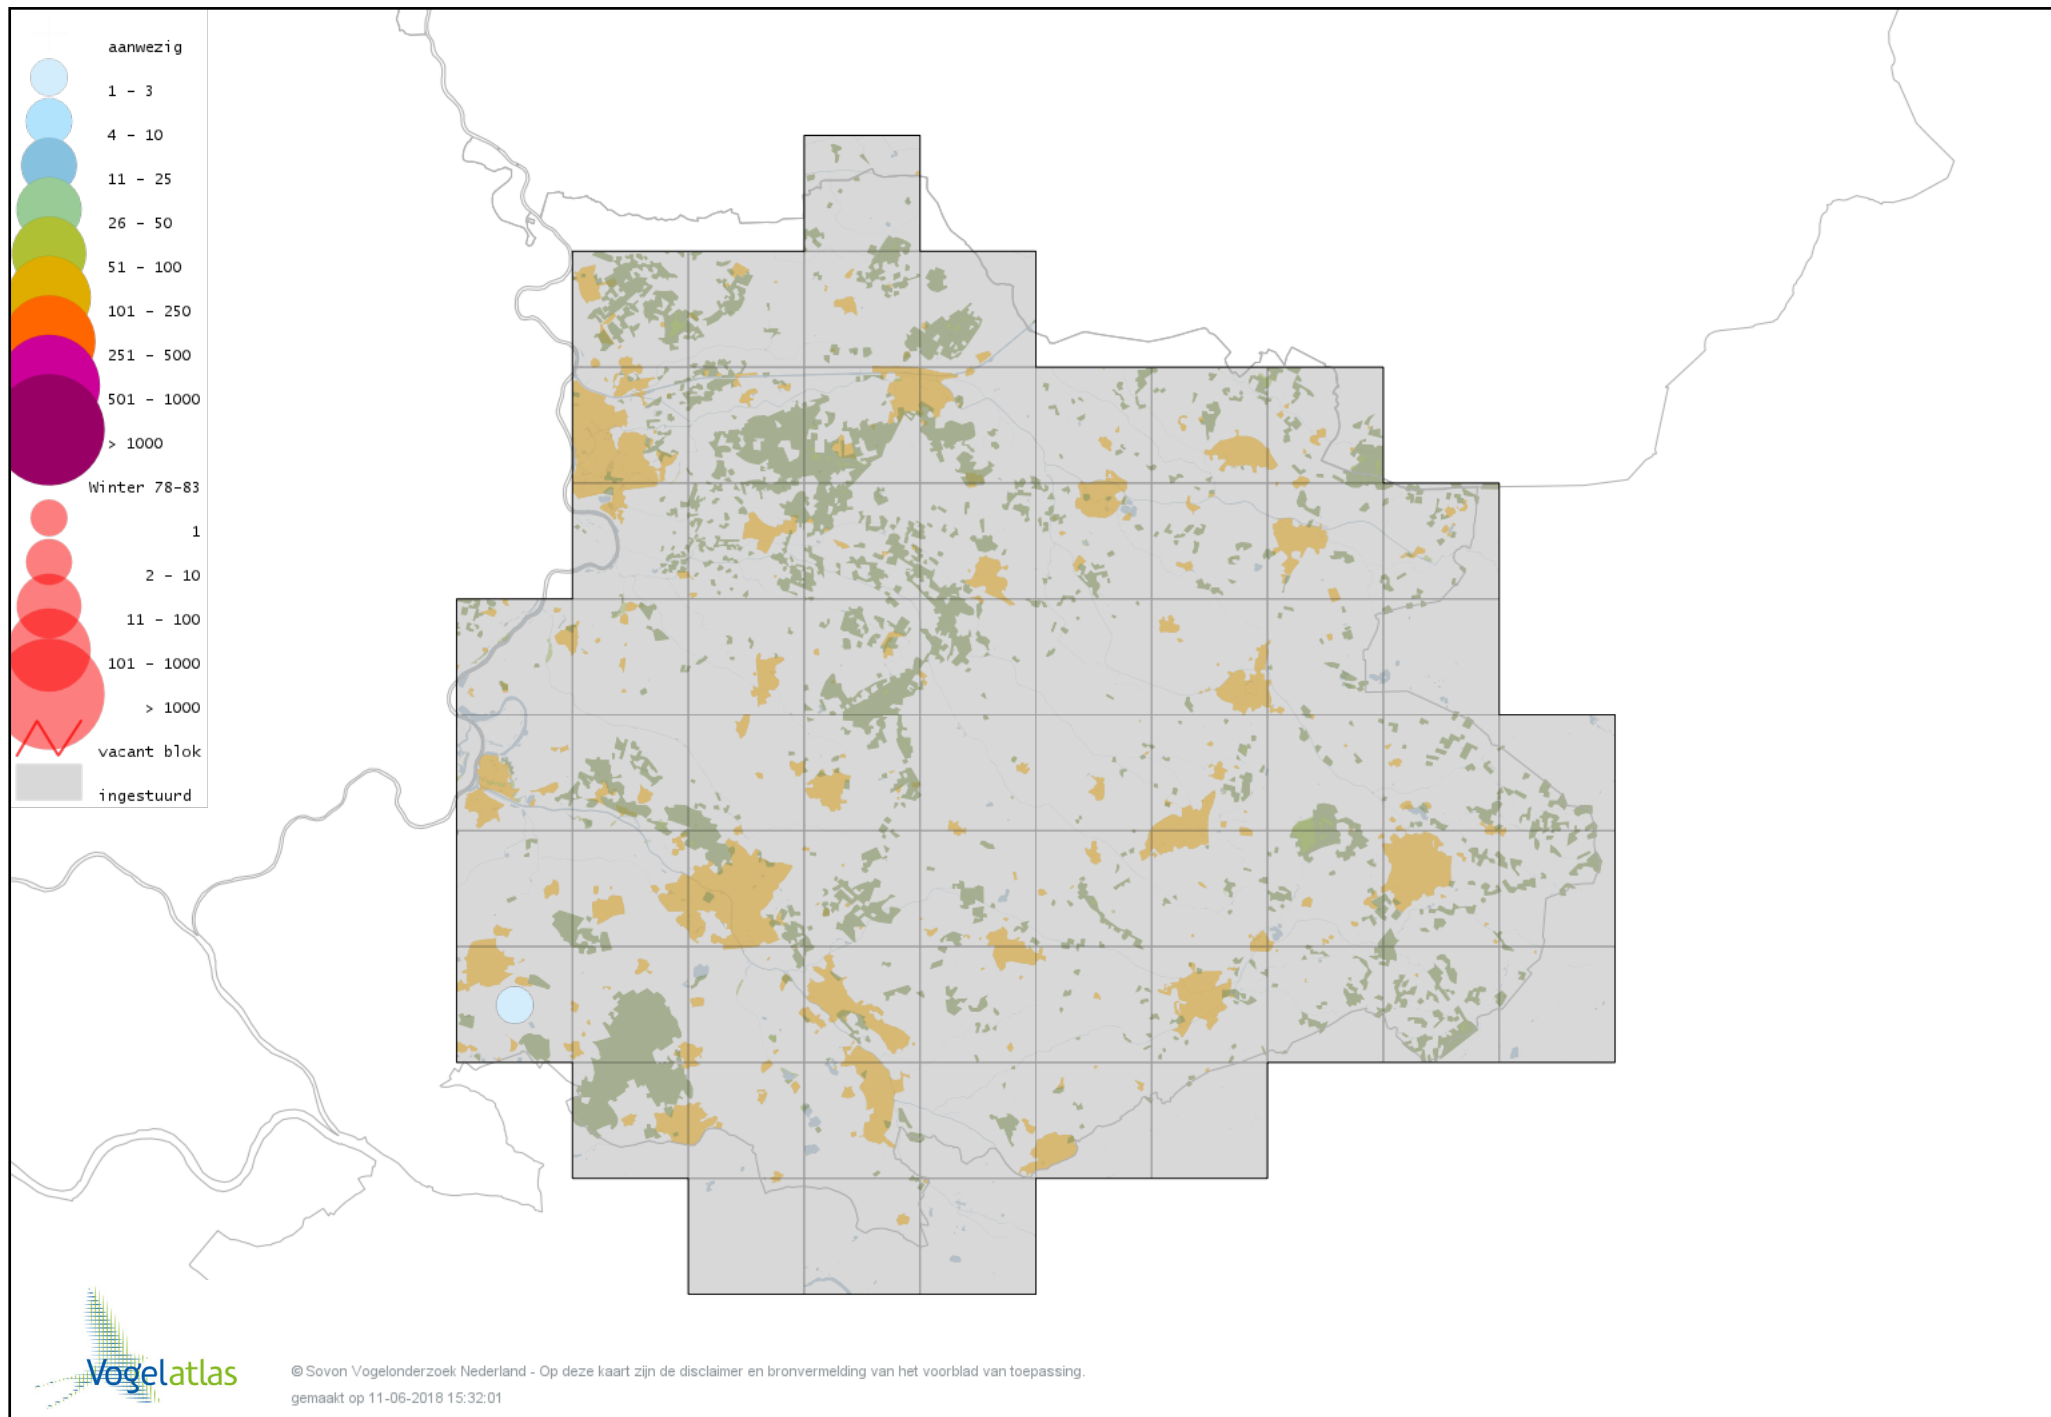 aanwezig
1 - 3
4 - 10
11 - 25
26 - 50
51 - 100
101 - 250
251 - 500
501 - 1000
> 1000
Winter 78-83
1
2 - 10
11 - 100
101 - 1000
> 1000
vacant blok
ingestuurd
Vogelatlas
© Sovon Vogelonderzoek Nederland - Op deze kaart zijn de disclaimer en bronvermelding van het voorblad van toepassing.
gemaakt op 11-06-2018 15:32:01